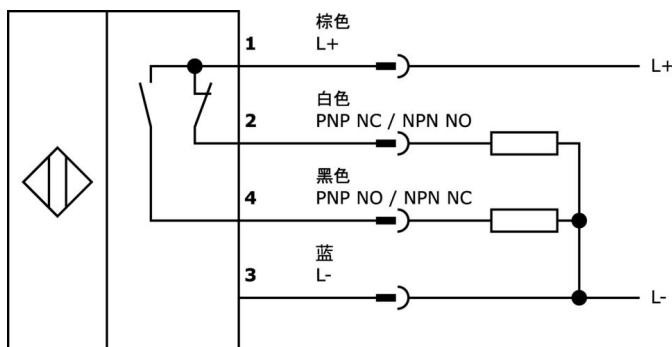 棕色
1 L+ L+
白色
2 PNP NC / NPN NO
黑色
4 PNP NO / NPN NC
蓝
3 L- L-